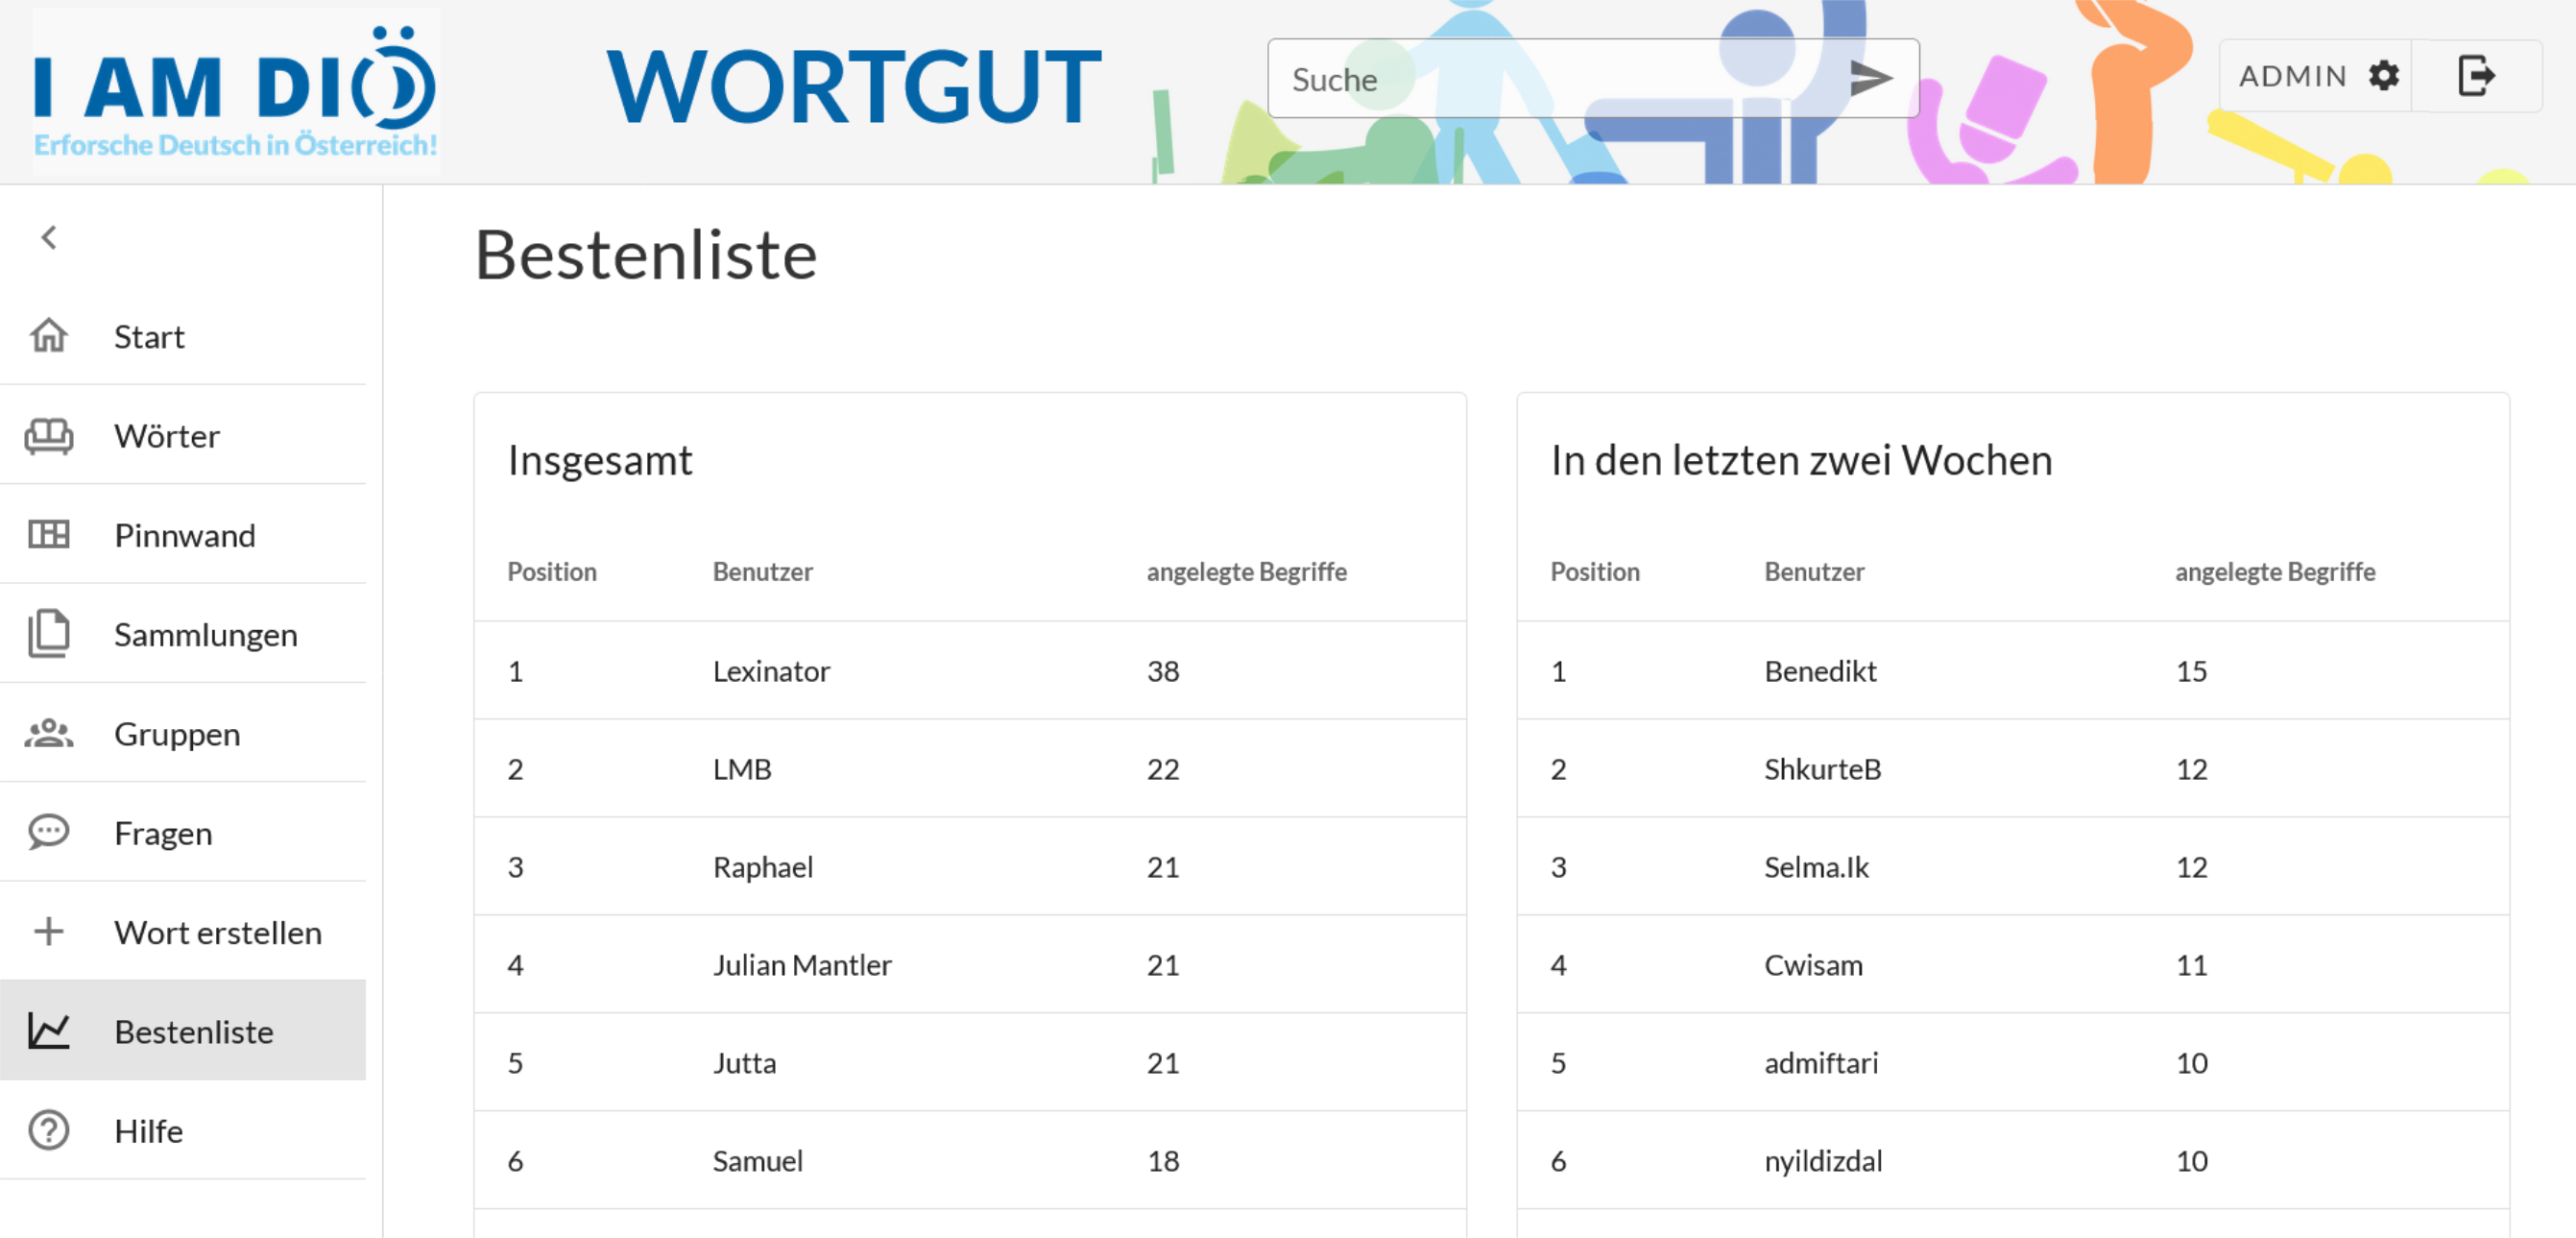 I AM DIÖ
Erforsche Deutsch in Österreich!
WORTGUT
Suche
ADMIN
Start
Wörter
Pinnwand
Sammlungen
Gruppen
Fragen
Wort erstellen
Bestenliste
Hilfe
Bestenliste
Insgesamt
Position Benutzer angelegte Begriffe
1 Lexinator 38
2 LMB 22
3 Raphael 21
4 Julian Mantler 21
5 Jutta 21
6 Samuel 18
In den letzten zwei Wochen
Position Benutzer angelegte Begriffe
1 Benedikt 15
2 ShkurteB 12
3 Selma.Ik 12
4 Cwisam 11
5 admiftari 10
6 nyildizdal 10